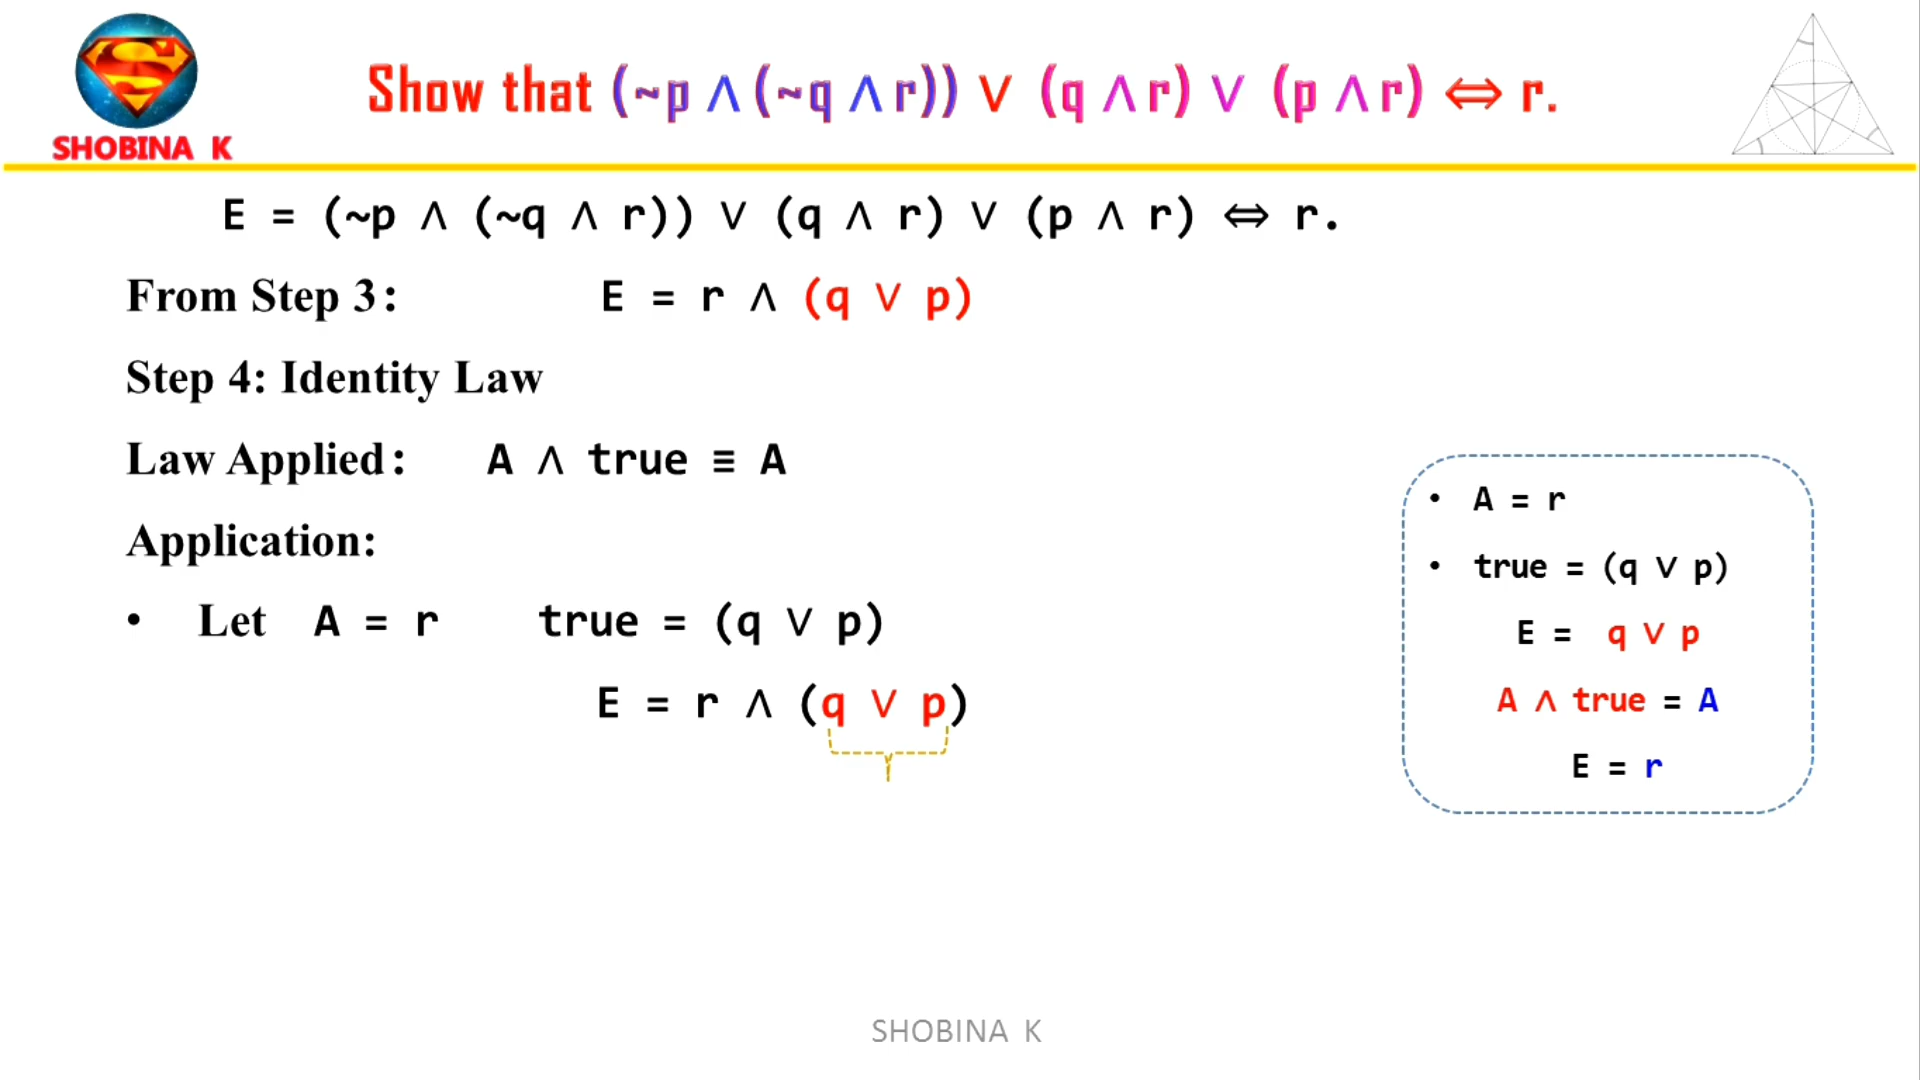 S
SHOBINA K
Show that (~p ∧ (~q ∧ r)) ∨ (q ∧ r) ∨ (p ∧ r) ⇔ r.
E = (~p ∧ (~q ∧ r)) ∨ (q ∧ r) ∨ (p ∧ r) ⇔ r.
From Step 3: E = r ∧ (q ∨ p)
Step 4: Identity Law
Law Applied: A ∧ true ≡ A
Application:
• Let A = r true = (q ∨ p)
E = r ∧ (q ∨ p)
• A = r
• true = (q ∨ p)
E = q ∨ p
A ∧ true = A
E = r
SHOBINA K